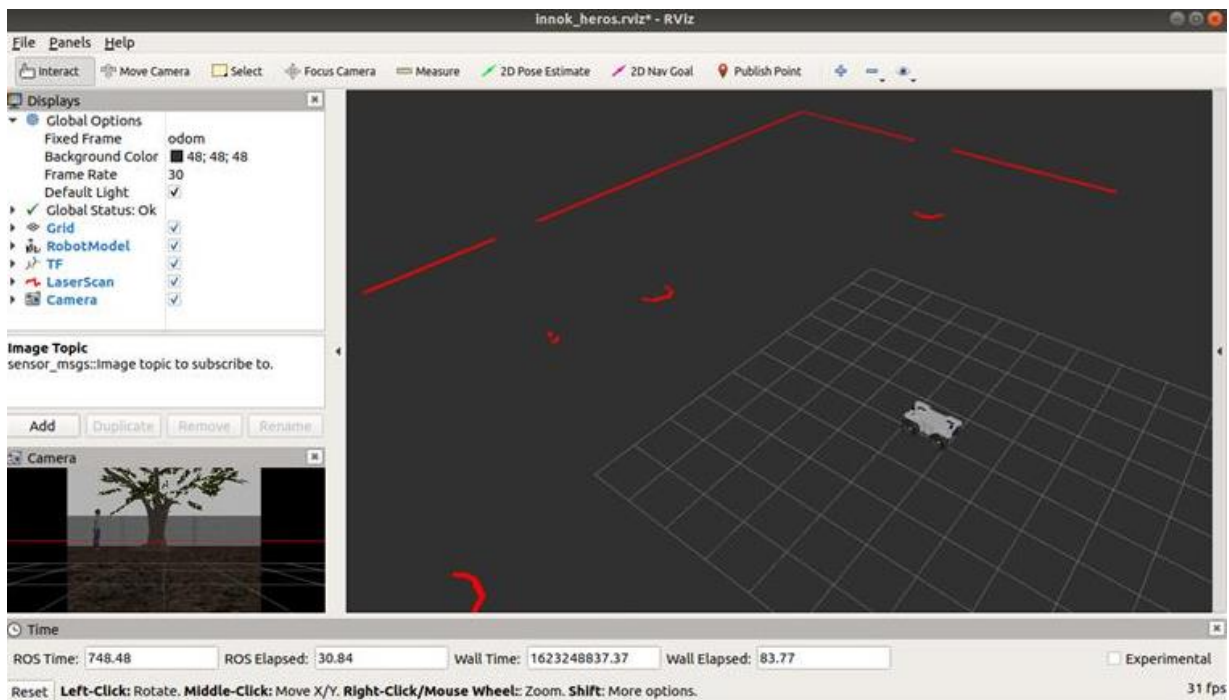 innok_heros.rviz* - RViz
File Panels Help
Interact Move Camera Select Focus Camera Measure 2D Pose Estimate 2D Nav Goal Publish Point
Displays
Global Options
Fixed Frame odom
Background Color 48; 48; 48
Frame Rate 30
Default Light
Global Status: Ok
Grid
RobotModel
TF
LaserScan
Camera
Image Topic
sensor_msgs::Image topic to subscribe to.
Add Duplicate Remove Rename
Camera
Time
ROS Time: 748.48 ROS Elapsed: 30.84 Wall Time: 1623248837.37 Wall Elapsed: 83.77 Experimental
Reset Left-Click: Rotate. Middle-Click: Move X/Y. Right-Click/Mouse Wheel:: Zoom. Shift: More options. 31 fps